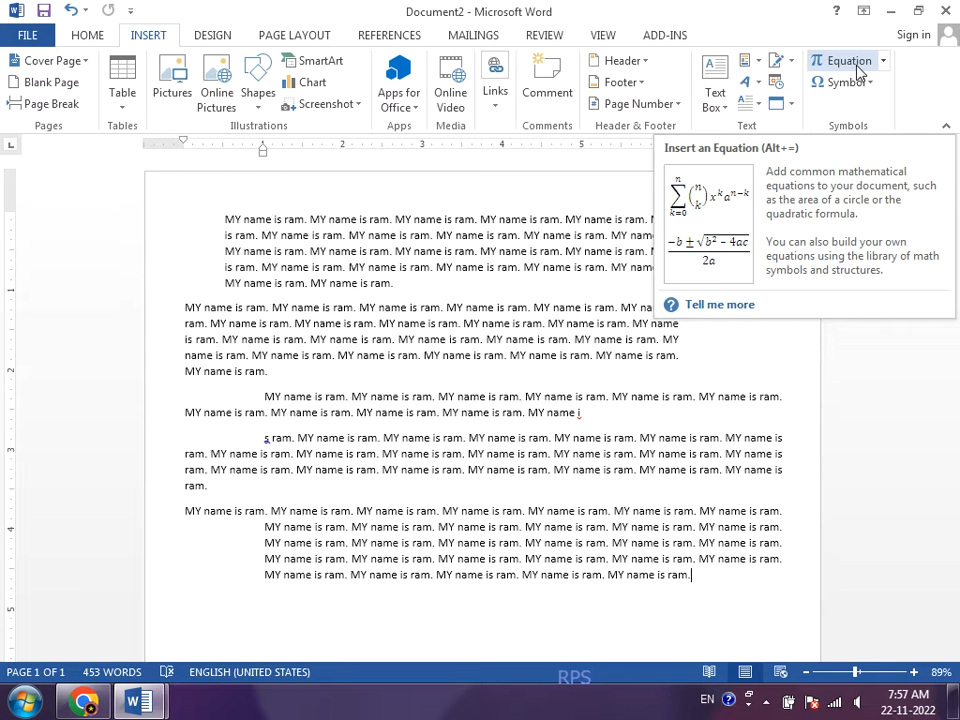 Document2 - Microsoft Word
FILE HOME INSERT DESIGN PAGE LAYOUT REFERENCES MAILINGS REVIEW VIEW ADD-INS Sign in
Cover Page
Blank Page
Page Break
Pages
Table
Tables
Pictures
Online Pictures
Shapes
SmartArt
Chart
Screenshot
Illustrations
Apps for Office
Apps
Online Video
Media
Links
Comment
Comments
Header
Footer
Page Number
Header & Footer
Text Box
Text
Equation
Symbol
Symbols
Insert an Equation (Alt+=)
Add common mathematical
equations to your document, such
as the area of a circle or the
quadratic formula.
You can also build your own
equations using the library of math
symbols and structures.
Tell me more
MY name is ram. MY name is ram. MY name is ram. MY name is ram. MY name is ram.
is ram. MY name is ram. MY name is ram. MY name is ram. MY name is ram.
MY name is ram. MY name is ram. MY name is ram. MY name is ram. MY name is ram.
is ram. MY name is ram. MY name is ram. MY name is ram. MY name is ram.
MY name is ram. MY name is ram.
MY name is ram. MY name is ram. MY name is ram. MY name is ram. MY name is ram.
ram. MY name is ram. MY name is ram. MY name is ram. MY name is ram. MY name
is ram. MY name is ram. MY name is ram. MY name is ram. MY name is ram. MY
name is ram. MY name is ram. MY name is ram. MY name is ram. MY name is ram.
MY name is ram.
MY name is ram. MY name is ram. MY name is ram. MY name is ram. MY name is ram. MY name is ram.
MY name is ram. MY name is ram. MY name is ram. MY name is ram. MY name i
s ram. MY name is ram. MY name is ram. MY name is ram. MY name is ram. MY name is ram. MY name is
ram. MY name is ram. MY name is ram. MY name is ram. MY name is ram. MY name is ram. MY name is
ram. MY name is ram. MY name is ram. MY name is ram. MY name is ram. MY name is ram. MY name is
ram.
MY name is ram. MY name is ram. MY name is ram. MY name is ram. MY name is ram. MY name is ram. MY name is ram.
MY name is ram. MY name is ram. MY name is ram. MY name is ram. MY name is ram. MY name is ram.
MY name is ram. MY name is ram. MY name is ram. MY name is ram. MY name is ram. MY name is ram.
MY name is ram. MY name is ram. MY name is ram. MY name is ram. MY name is ram. MY name is ram.
MY name is ram. MY name is ram. MY name is ram. MY name is ram. MY name is ram.
PAGE 1 OF 1 453 WORDS ENGLISH (UNITED STATES) 89%
RPS
EN
7:57 AM
22-11-2022